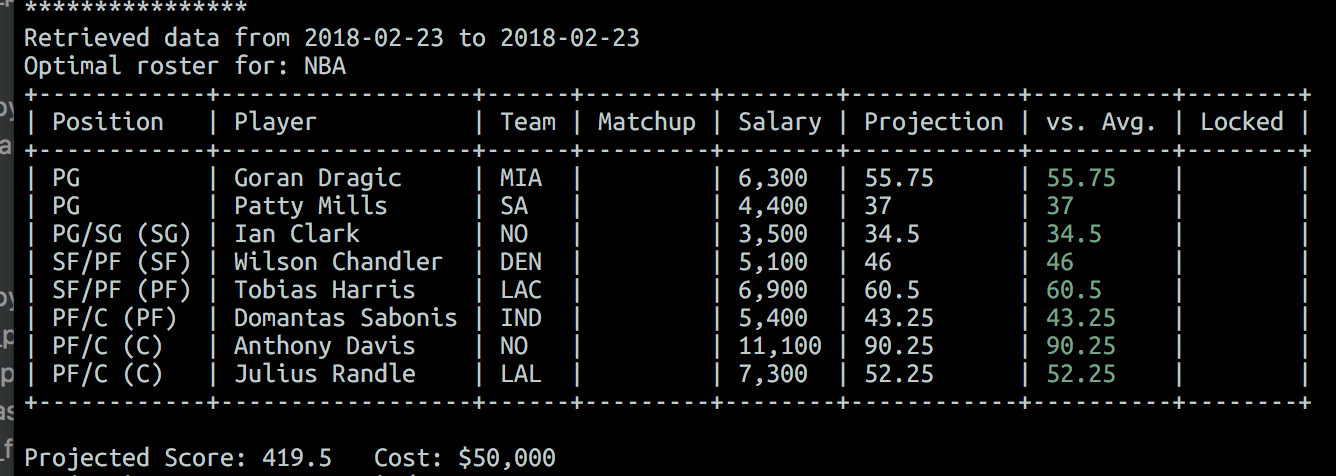 ****************
Retrieved data from 2018-02-23 to 2018-02-23
Optimal roster for: NBA
+-------------+------------------+------+---------+--------+------------+----------+--------+
| Position | Player | Team | Matchup | Salary | Projection | vs. Avg. | Locked |
+-------------+------------------+------+---------+--------+------------+----------+--------+
| PG | Goran Dragic | MIA | | 6,300 | 55.75 | 55.75 | |
| PG | Patty Mills | SA | | 4,400 | 37 | 37 | |
| PG/SG (SG) | Ian Clark | NO | | 3,500 | 34.5 | 34.5 | |
| SF/PF (SF) | Wilson Chandler | DEN | | 5,100 | 46 | 46 | |
| SF/PF (PF) | Tobias Harris | LAC | | 6,900 | 60.5 | 60.5 | |
| PF/C (PF) | Domantas Sabonis | IND | | 5,400 | 43.25 | 43.25 | |
| PF/C (C) | Anthony Davis | NO | | 11,100 | 90.25 | 90.25 | |
| PF/C (C) | Julius Randle | LAL | | 7,300 | 52.25 | 52.25 | |
+-------------+------------------+------+---------+--------+------------+----------+--------+
Projected Score: 419.5 Cost: $50,000